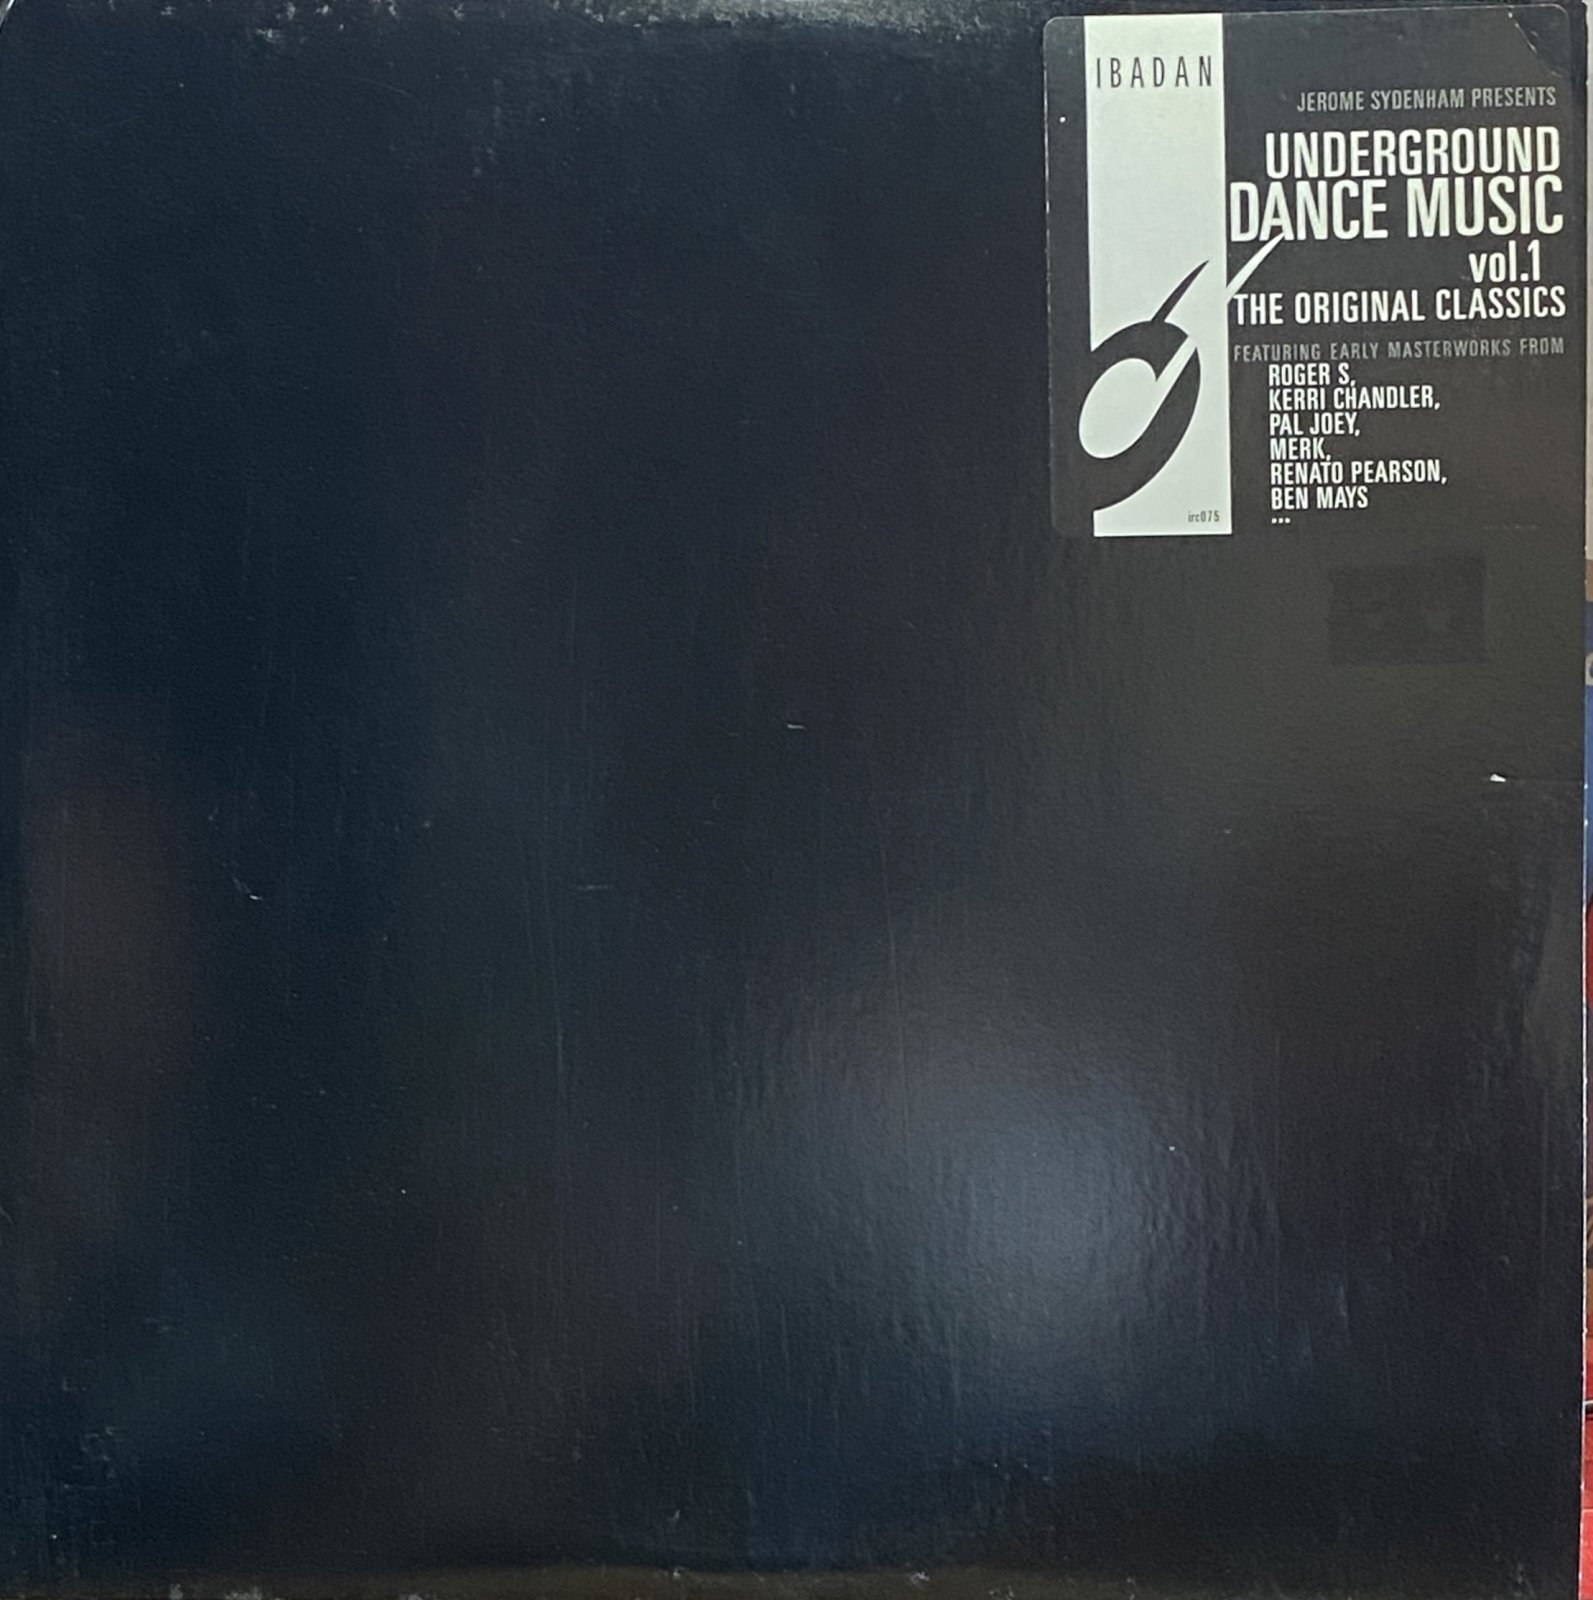 IBADAN
JEROME SYDENHAM PRESENTS
UNDERGROUND
DANCE MUSIC
vol.1
THE ORIGINAL CLASSICS
FEATURING EARLY MASTERWORKS FROM
ROGER S,
KERRI CHANDLER,
PAL JOEY,
MERK,
RENATO PEARSON,
BEN MAYS
...
irc075